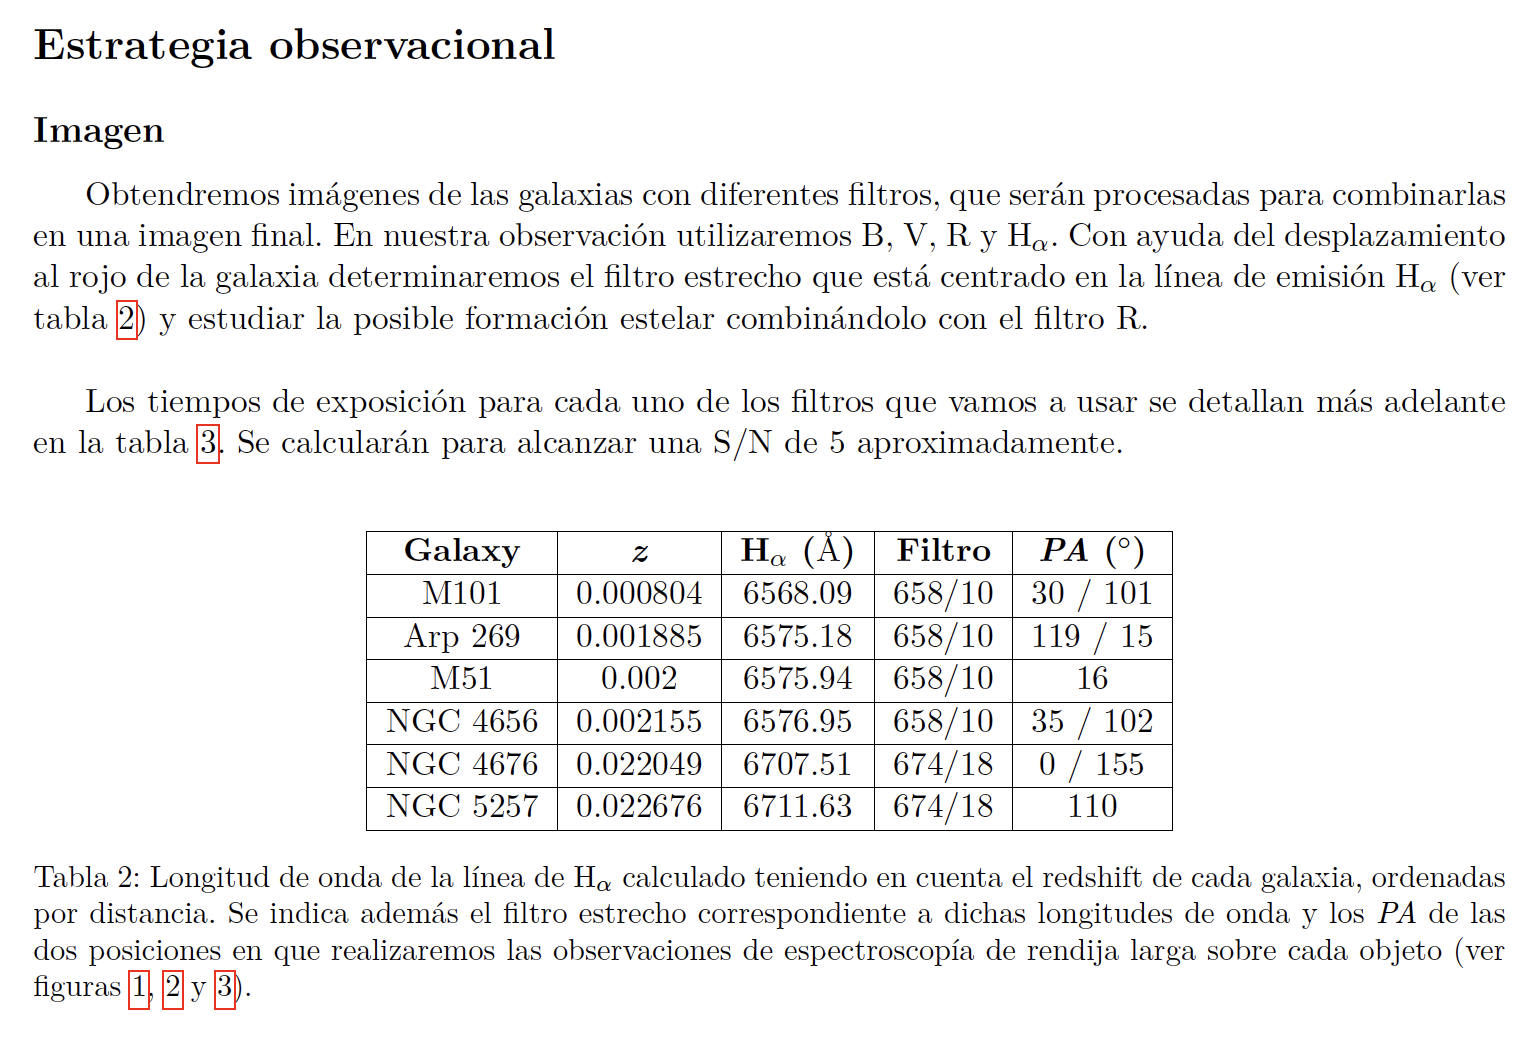 Estrategia observacional
Imagen
Obtendremos imágenes de las galaxias con diferentes filtros, que serán procesadas para combinarlas
en una imagen final. En nuestra observación utilizaremos B, V, R y Hα. Con ayuda del desplazamiento
al rojo de la galaxia determinaremos el filtro estrecho que está centrado en la línea de emisión Hα (ver
tabla 2) y estudiar la posible formación estelar combinándolo con el filtro R.
Los tiempos de exposición para cada uno de los filtros que vamos a usar se detallan más adelante
en la tabla 3. Se calcularán para alcanzar una S/N de 5 aproximadamente.
Galaxy z Hα (Å) Filtro PA (°)
M101 0.000804 6568.09 658/10 30 / 101
Arp 269 0.001885 6575.18 658/10 119 / 15
M51 0.002 6575.94 658/10 16
NGC 4656 0.002155 6576.95 658/10 35 / 102
NGC 4676 0.022049 6707.51 674/18 0 / 155
NGC 5257 0.022676 6711.63 674/18 110
Tabla 2: Longitud de onda de la línea de Hα calculado teniendo en cuenta el redshift de cada galaxia, ordenadas
por distancia. Se indica además el filtro estrecho correspondiente a dichas longitudes de onda y los PA de las
dos posiciones en que realizaremos las observaciones de espectroscopía de rendija larga sobre cada objeto (ver
figuras 1, 2 y 3).